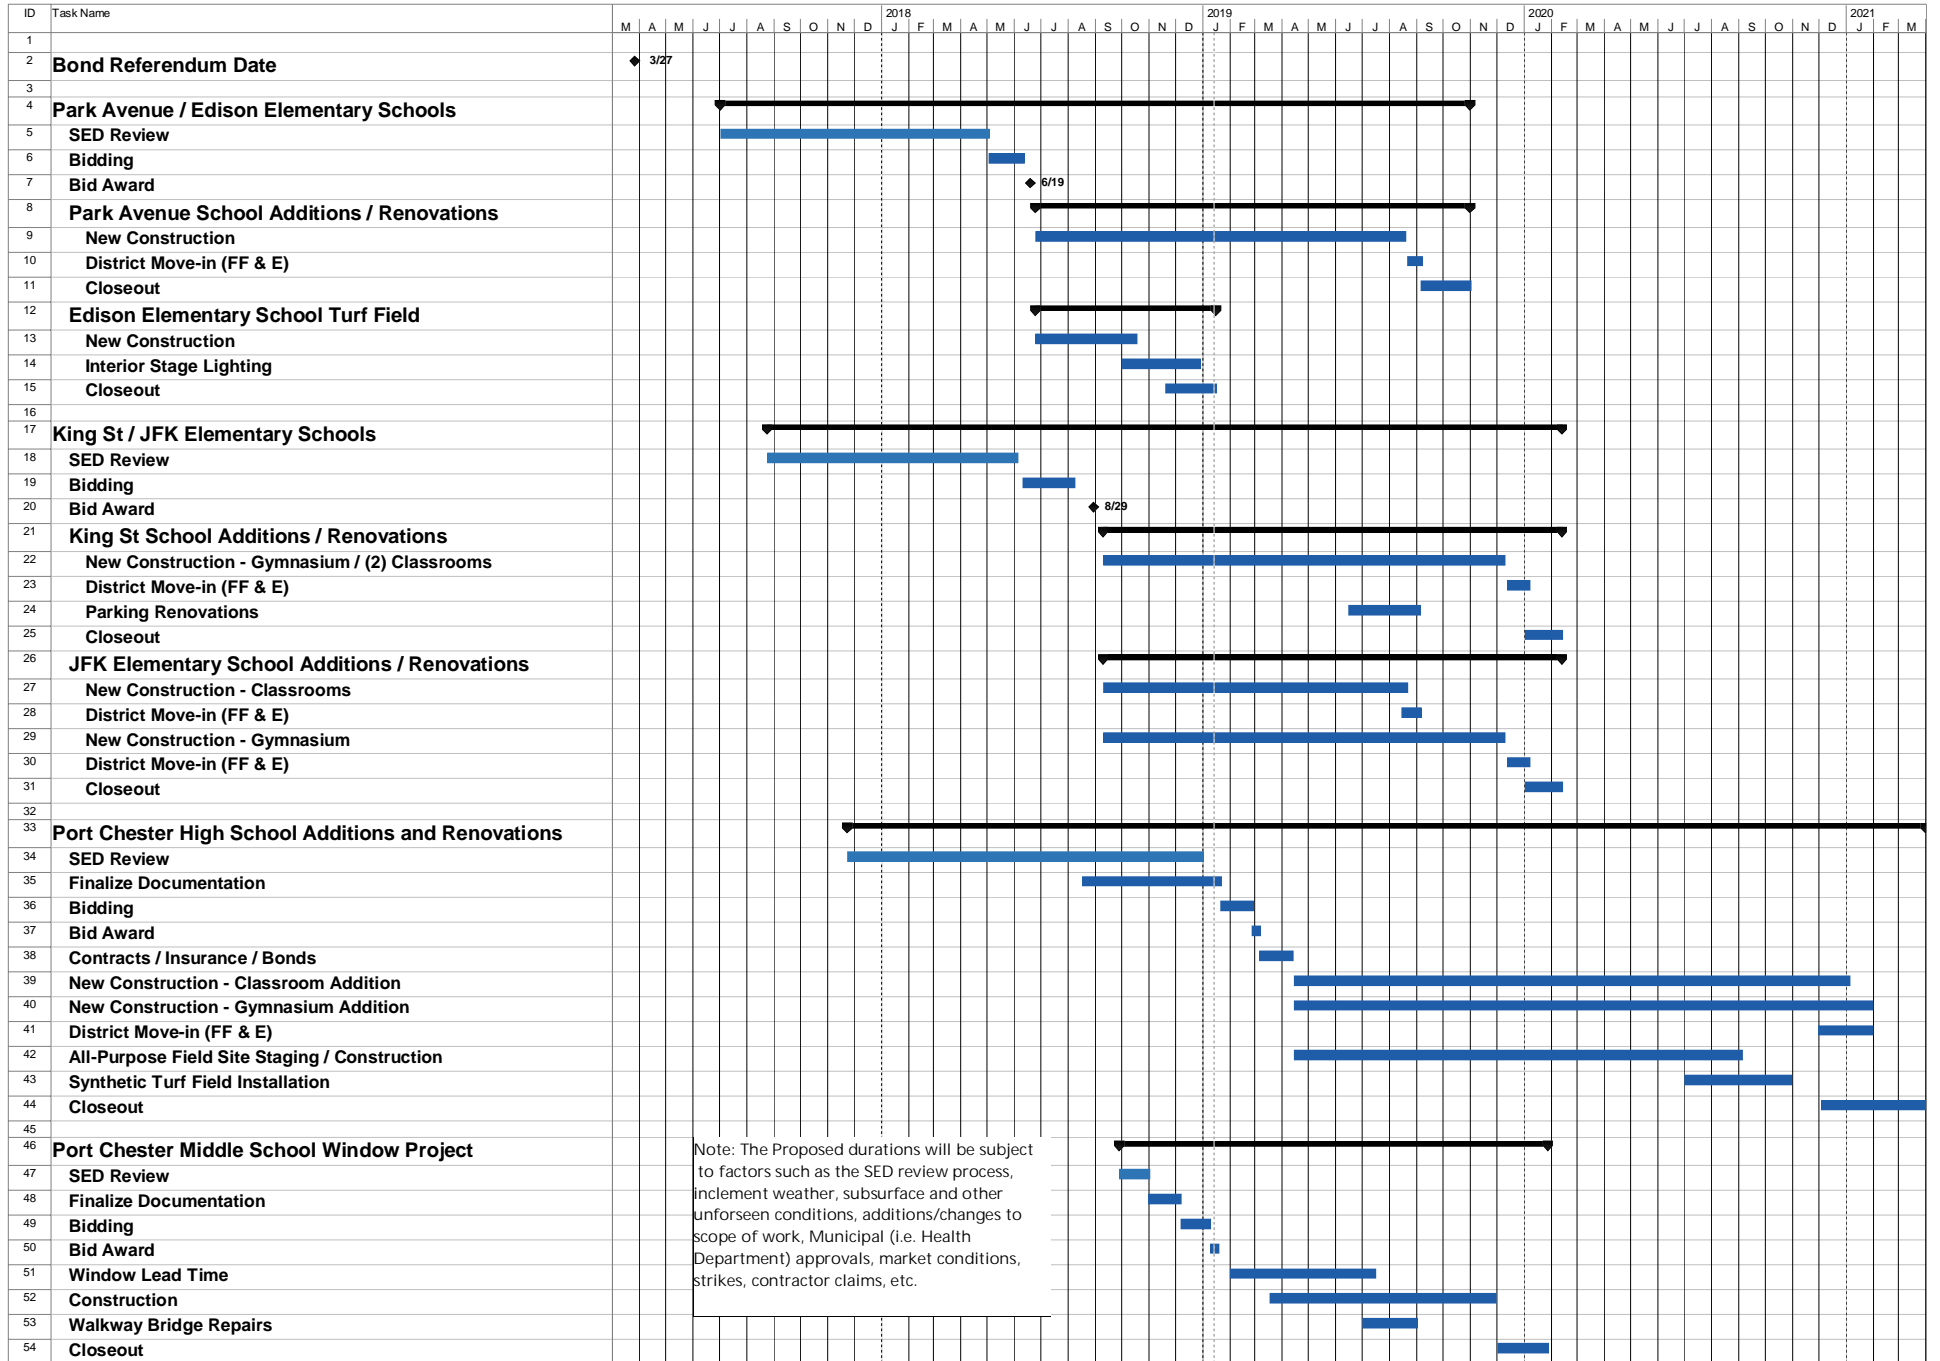 ID Task Name 2018 2019 2020 2021
M A M J J A S O N D J F M A M J J A S O N D J F M A M J J A S O N D J F M A M J J A S O N D J F M
1
2 Bond Referendum Date 3/27
3
4 Park Avenue / Edison Elementary Schools
5 SED Review
6 Bidding
7 Bid Award 6/19
8 Park Avenue School Additions / Renovations
9 New Construction
10 District Move-in (FF & E)
11 Closeout
12 Edison Elementary School Turf Field
13 New Construction
14 Interior Stage Lighting
15 Closeout
16
17 King St / JFK Elementary Schools
18 SED Review
19 Bidding
20 Bid Award 8/29
21 King St School Additions / Renovations
22 New Construction - Gymnasium / (2) Classrooms
23 District Move-in (FF & E)
24 Parking Renovations
25 Closeout
26 JFK Elementary School Additions / Renovations
27 New Construction - Classrooms
28 District Move-in (FF & E)
29 New Construction - Gymnasium
30 District Move-in (FF & E)
31 Closeout
32
33 Port Chester High School Additions and Renovations
34 SED Review
35 Finalize Documentation
36 Bidding
37 Bid Award
38 Contracts / Insurance / Bonds
39 New Construction - Classroom Addition
40 New Construction - Gymnasium Addition
41 District Move-in (FF & E)
42 All-Purpose Field Site Staging / Construction
43 Synthetic Turf Field Installation
44 Closeout
45
46 Port Chester Middle School Window Project
47 SED Review
48 Finalize Documentation
49 Bidding
50 Bid Award
51 Window Lead Time
52 Construction
53 Walkway Bridge Repairs
54 Closeout
Note: The Proposed durations will be subject
to factors such as the SED review process,
inclement weather, subsurface and other
unforseen conditions, additions/changes to
scope of work, Municipal (i.e. Health
Department) approvals, market conditions,
strikes, contractor claims, etc.